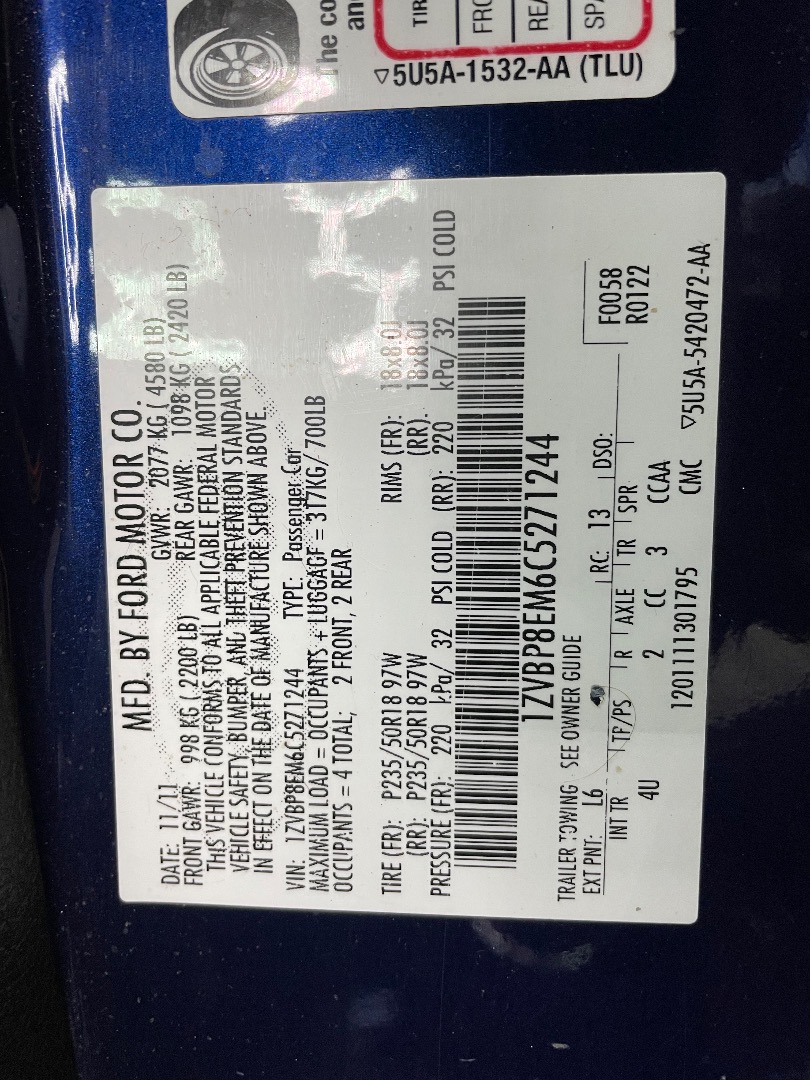 The co
an
TIR
FRO
REA
SPA
▽5U5A-1532-AA (TLU)
MFD. BY FORD MOTOR CO.
DATE: 11/11 GVWR: 2077 KG ( 4580 LB)
FRONT GAWR: 998 KG ( 2200 LB) REAR GAWR: 1098 KG ( 2420 LB)
THIS VEHICLE CONFORMS TO ALL APPLICABLE FEDERAL MOTOR
VEHICLE SAFETY, BUMPER, AND THEFT PREVENTION STANDARDS
IN EFFECT ON THE DATE OF MANUFACTURE SHOWN ABOVE.
VIN: 1ZVBP8EM6C5271244 TYPE: Passenger Car
MAXIMUM LOAD = OCCUPANTS + LUGGAGE = 317KG/ 700LB
OCCUPANTS = 4 TOTAL; 2 FRONT, 2 REAR
TIRE (FR): P235/50R18 97W RIMS (FR): 18x8.0J
(RR): P235/50R18 97W (RR). 18x8.0J
PRESSURE (FR): 220 kPa/ 32 PSI COLD (RR): 220 kPa/ 32 PSI COLD
1ZVBP8EM6C5271244
TRAILER TOWING - SEE OWNER GUIDE
F0058
R0122
EXT PNT: L6 RC: 13 DSO:
INT TR TP/PS R AXLE TR SPR
4U 2 CC 3 CCAA
1201111301795 CMC ▽5U5A-5420472-AA